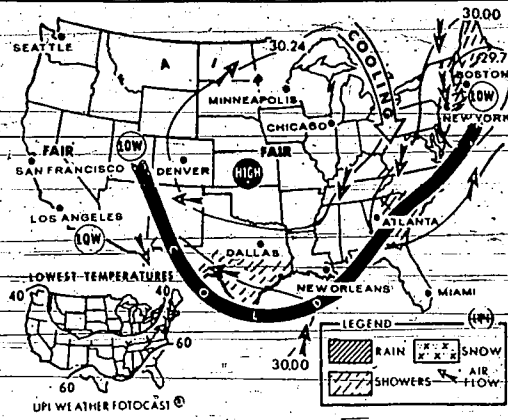 30.00
SEATTLE
30.24
COOLING
29.7
BOSTON
MINNEAPOLIS
LOW
NEW YORK
CHICAGO
FAIR
LOW
DENVER
FAIR
SAN FRANCISCO
HIGH
LOS ANGELES
ATLANTA
LOW
DALLAS
LOWEST TEMPERATURES
NEW ORLEANS
MIAMI
COLD
40
40
LEGEND
UPI
60
RAIN
SNOW
30.00
60
SHOWERS
AIR FLOW
UPI WEATHER FOTOCAST ®